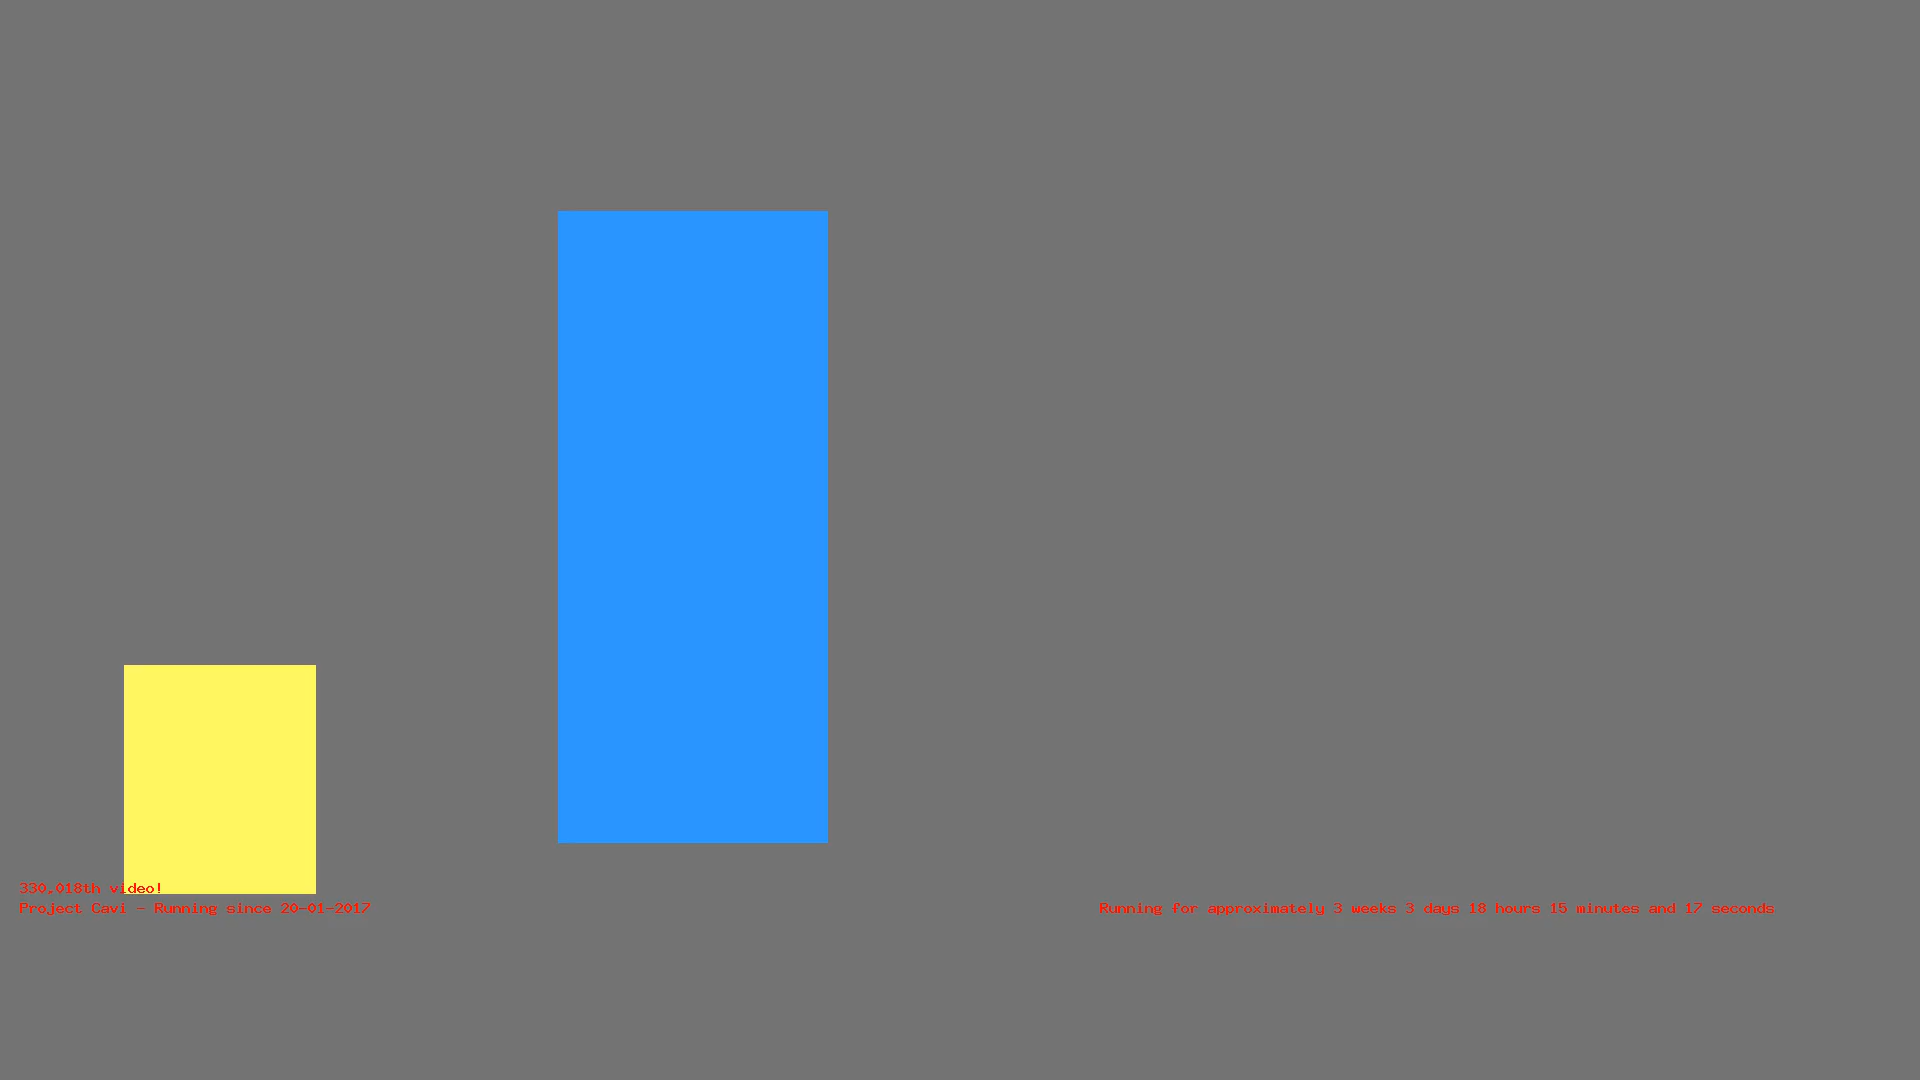 330,018th video!
Project Cavi - Running since 20-01-2017
Running for approximately 3 weeks 3 days 18 hours 15 minutes and 17 seconds